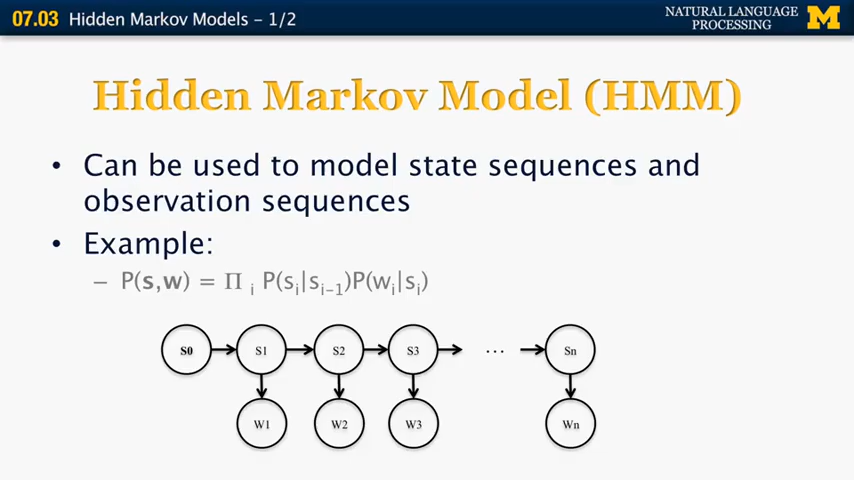 07.03 Hidden Markov Models – 1/2
NATURAL LANGUAGE
PROCESSING
M
Hidden Markov Model (HMM)
• Can be used to model state sequences and
observation sequences
• Example:
– P(s,w) = Π i P(si|si–1)P(wi|si)
S0 S1 S2 S3 ... Sn
W1 W2 W3 Wn